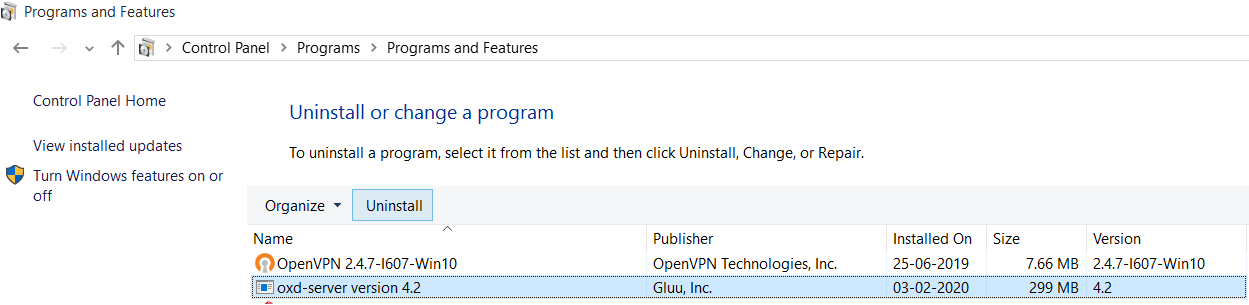 Programs and Features
Control Panel > Programs > Programs and Features
Control Panel Home
View installed updates
Turn Windows features on or
off
Uninstall or change a program
To uninstall a program, select it from the list and then click Uninstall, Change, or Repair.
Organize Uninstall
Name Publisher Installed On Size Version
OpenVPN 2.4.7-I607-Win10 OpenVPN Technologies, Inc. 25-06-2019 7.66 MB 2.4.7-I607-Win10
oxd-server version 4.2 Gluu, Inc. 03-02-2020 299 MB 4.2